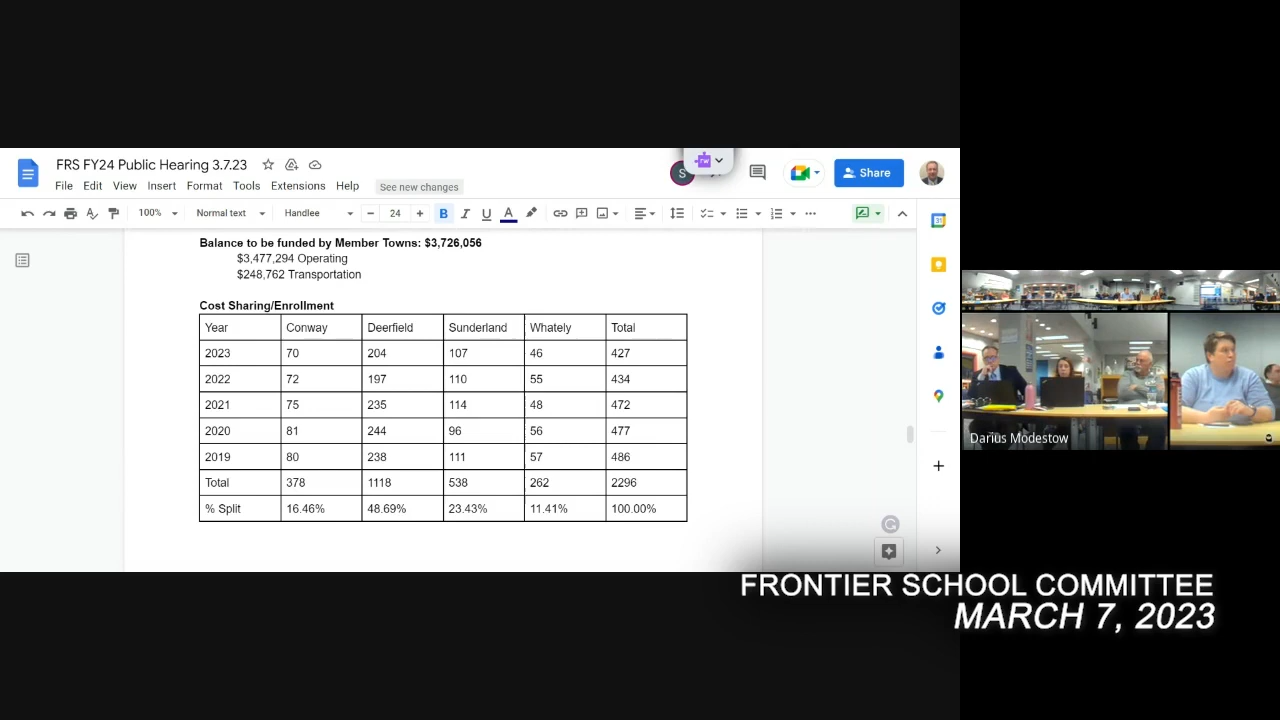 FRS FY24 Public Hearing 3.7.23
File Edit View Insert Format Tools Extensions Help See new changes
S
rw
Share
100% Normal text Handlee 24 B I U A
Balance to be funded by Member Towns: $3,726,056
$3,477,294 Operating
$248,762 Transportation
Cost Sharing/Enrollment
Year Conway Deerfield Sunderland Whately Total
2023 70 204 107 46 427
2022 72 197 110 55 434
2021 75 235 114 48 472
2020 81 244 96 56 477
2019 80 238 111 57 486
Total 378 1118 538 262 2296
% Split 16.46% 48.69% 23.43% 11.41% 100.00%
Darius Modestow
FRONTIER SCHOOL COMMITTEE
MARCH 7, 2023